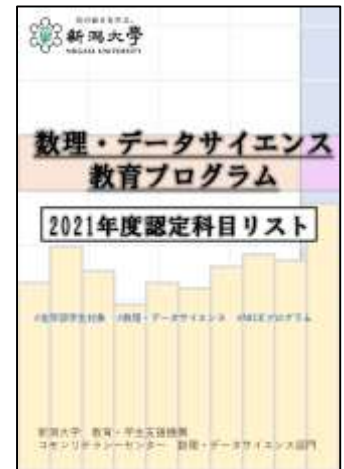 新潟大学
NIIGATA UNIVERSITY
数理・データサイエンス
教育プログラム
2021年度認定科目リスト
#全学部学生対象 #数理・データサイエンス #NICEプログラム
新潟大学 教育・学生支援機構
コモンリテラシーセンター 数理・データサイエンス部門